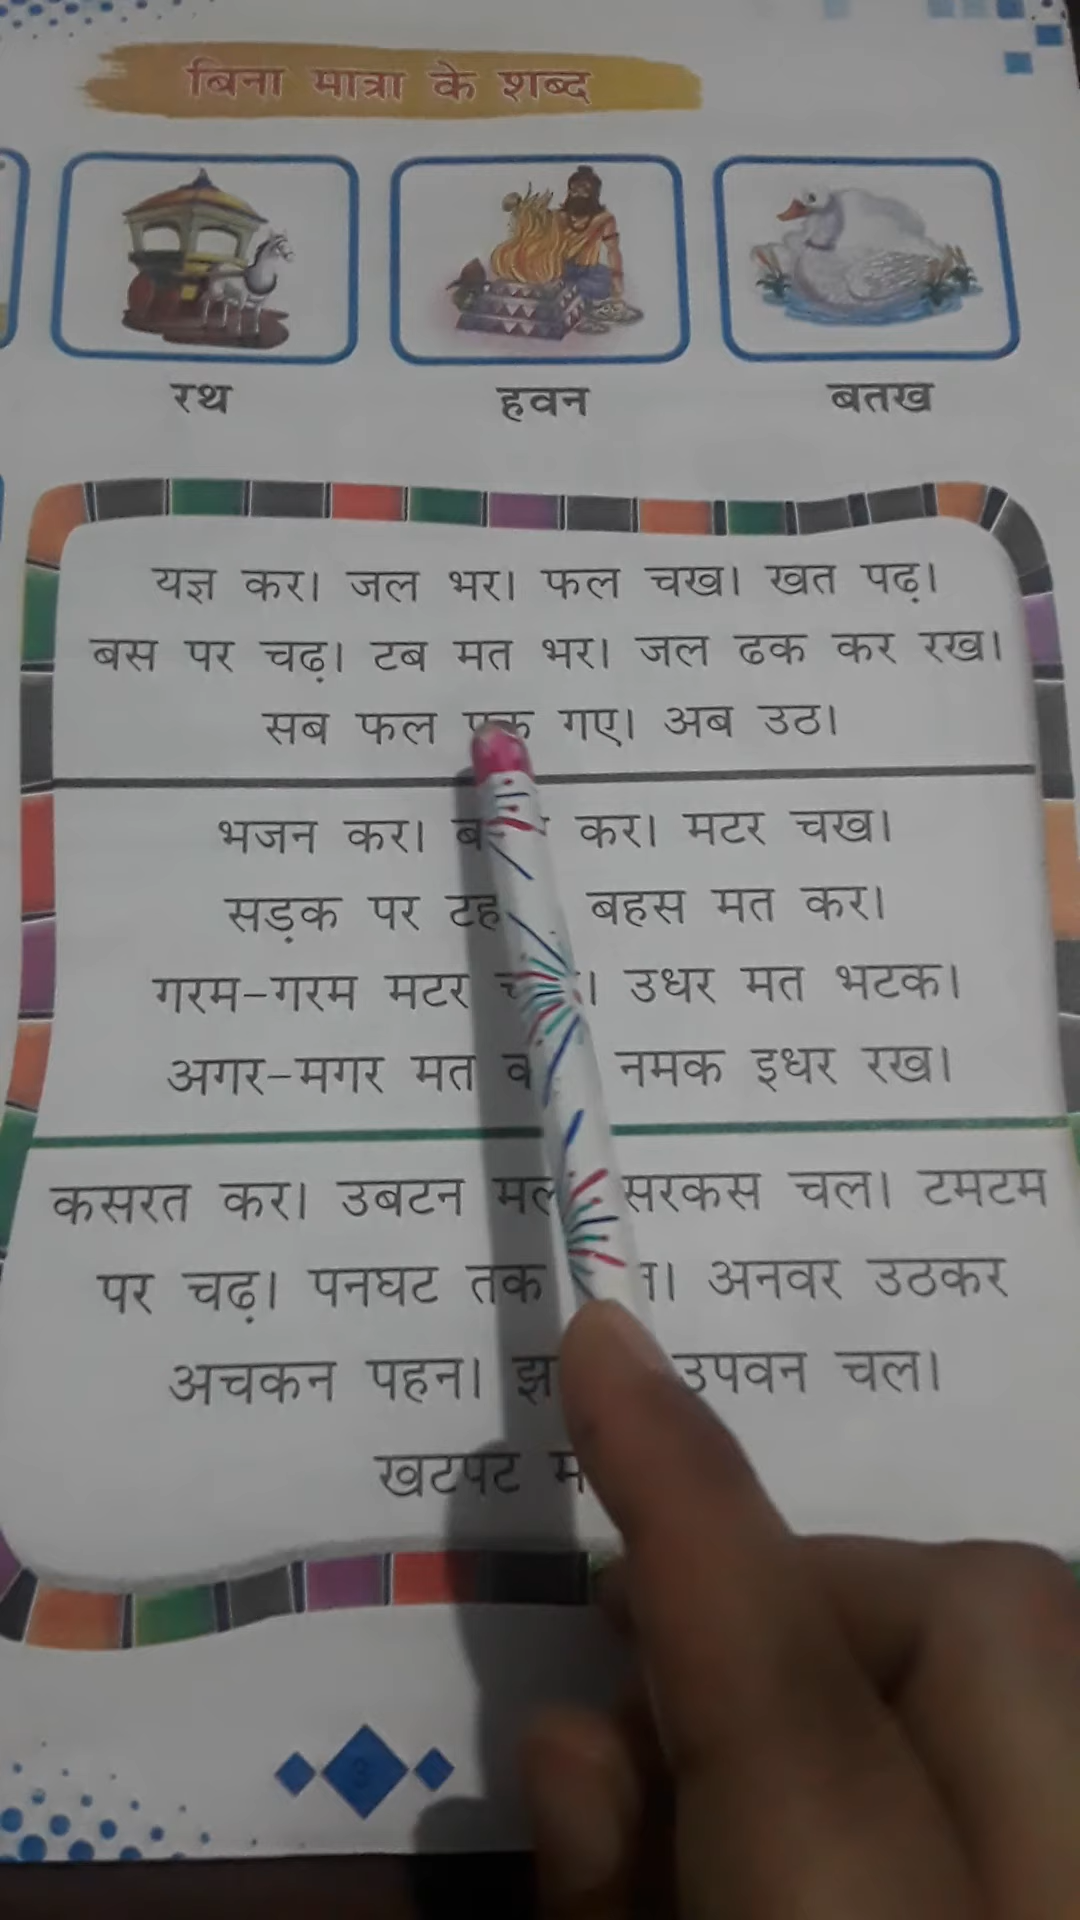 बिना मात्रा के शब्द
रथ
हवन
बतख
यज्ञ कर। जल भर। फल चख। खत पढ़।
बस पर चढ़। टब मत भर। जल ढक कर रख।
सब फल पक गए। अब उठ।
भजन कर। कर। मटर चख।
सड़क पर बहस मत कर।
गरम-गरम मटर उधर मत भटक।
अगर-मगर मत नमक इधर रख।
कसरत कर। उबटन मल सरकस चल। टमटम
पर चढ़। पनघट तक अनवर उठकर
अचकन पहन। उपवन चल।
खटपट